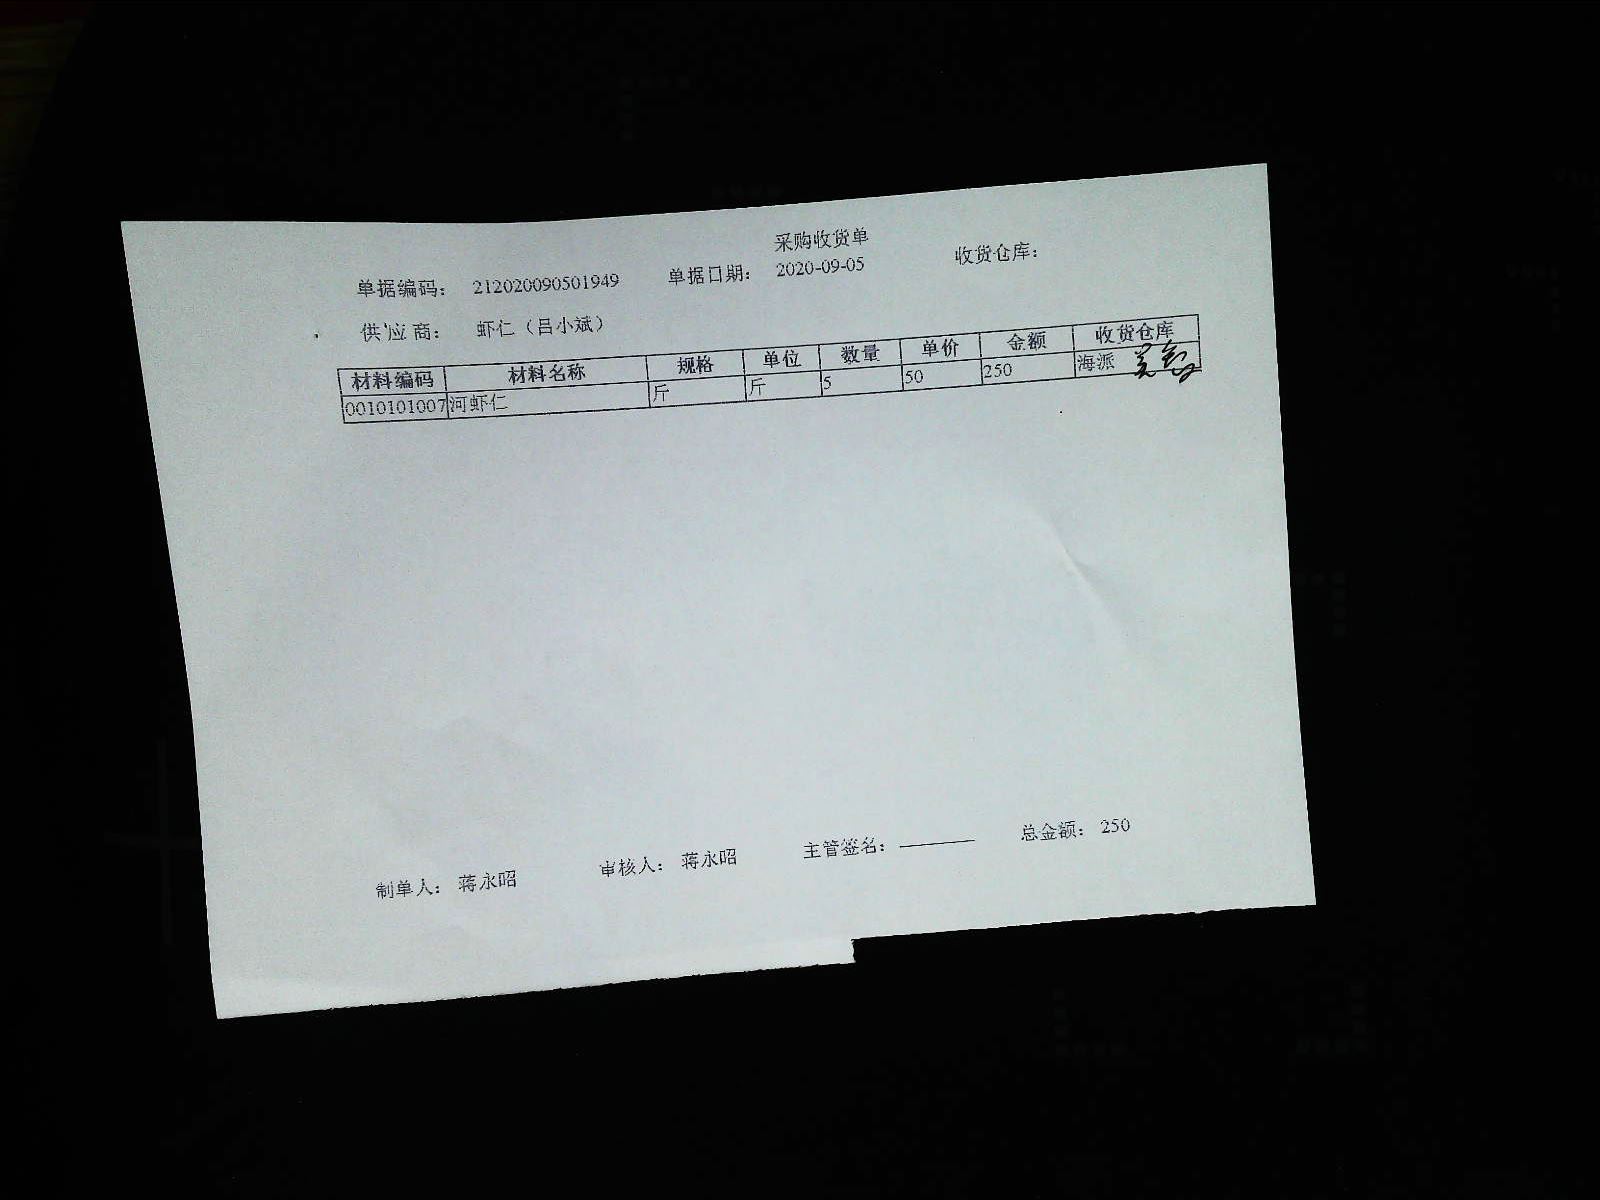 采购收货单
单据编码： 212020090501949 单据日期： 2020-09-05 收货仓库：
供应商： 虾仁（吕小斌）
材料编码 材料名称 规格 单位 数量 单价 金额 收货仓库
0010101007 河虾仁 斤 斤 5 50 250 海派
制单人： 蒋永昭 审核人： 蒋永昭 主管签名： 总金额： 250